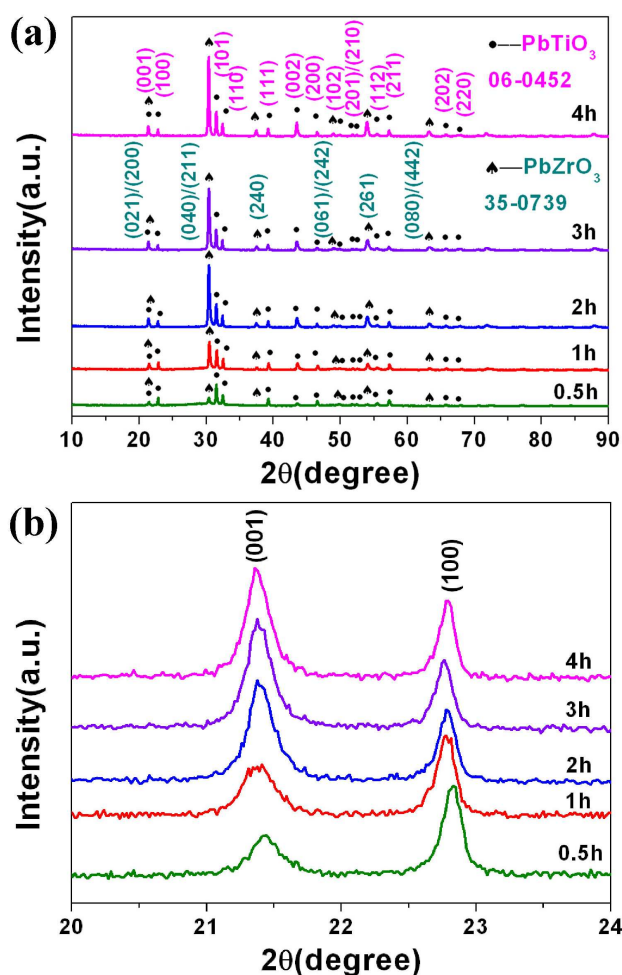 (a)
Intensity(a.u.)
(001)
(100)
(101)
(110)
(111)
(002)
(200)
(102)
(201)/(210)
(112)
(211)
(202)
(220)
●—PbTiO₃
06-0452
4h
(021)/(200)
(040)/(211)
(240)
(061)/(242)
(261)
(080)/(442)
♠—PbZrO₃
35-0739
3h
2h
1h
0.5h
10 20 30 40 50 60 70 80 90
2θ(degree)
(b)
Intensity(a.u.)
(001)
(100)
4h
3h
2h
1h
0.5h
20 21 22 23 24
2θ(degree)